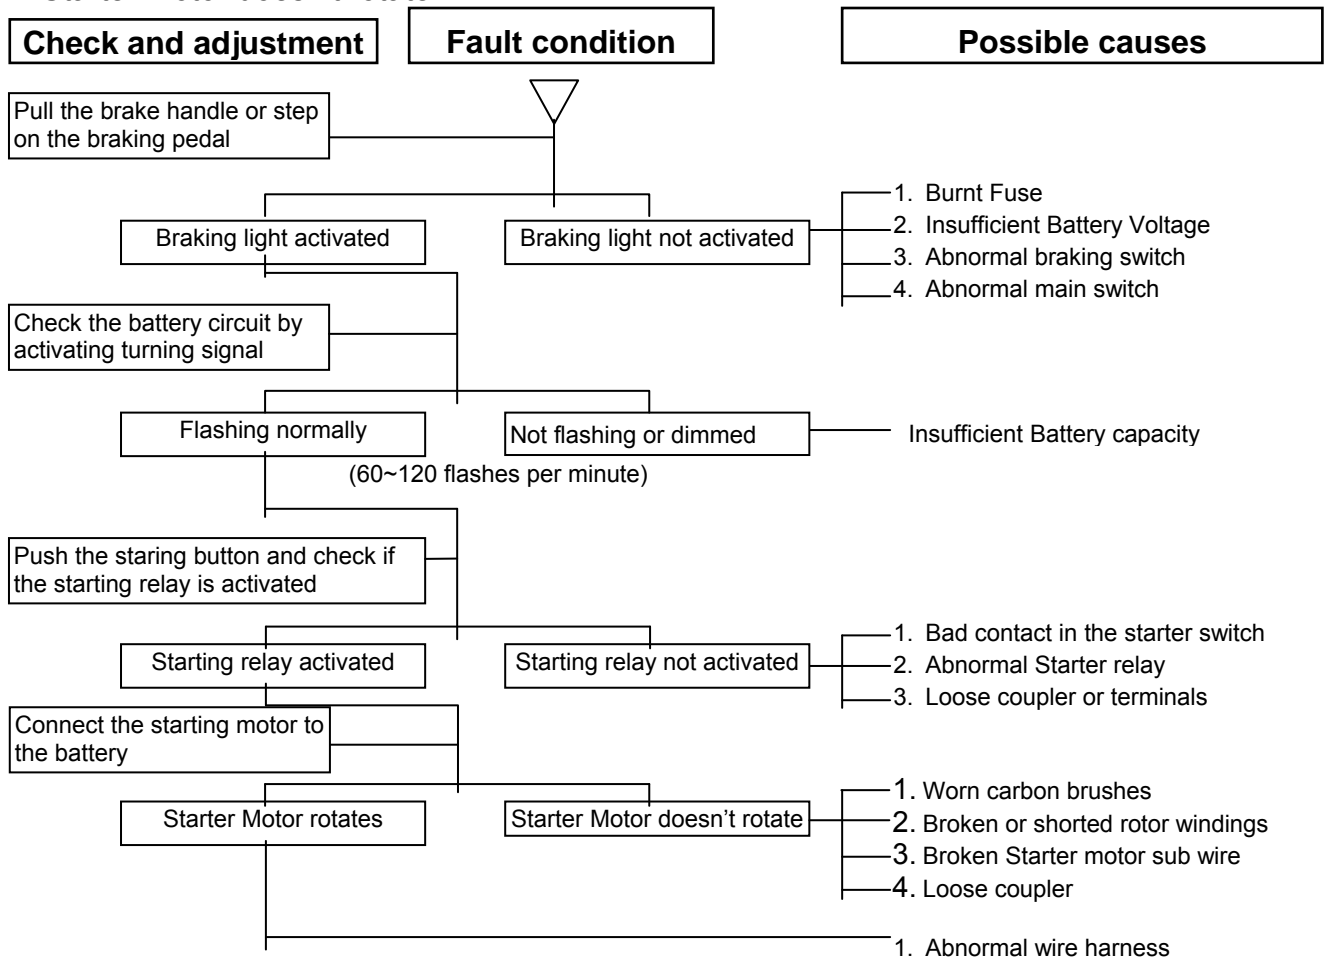 Check and adjustment
Fault condition
Possible causes
Pull the brake handle or step
on the braking pedal
Braking light activated
Braking light not activated
1. Burnt Fuse
2. Insufficient Battery Voltage
3. Abnormal braking switch
4. Abnormal main switch
Check the battery circuit by
activating turning signal
Flashing normally
Not flashing or dimmed
Insufficient Battery capacity
(60~120 flashes per minute)
Push the staring button and check if
the starting relay is activated
Starting relay activated
Starting relay not activated
1. Bad contact in the starter switch
2. Abnormal Starter relay
3. Loose coupler or terminals
Connect the starting motor to
the battery
Starter Motor rotates
Starter Motor doesn't rotate
1. Worn carbon brushes
2. Broken or shorted rotor windings
3. Broken Starter motor sub wire
4. Loose coupler
1. Abnormal wire harness